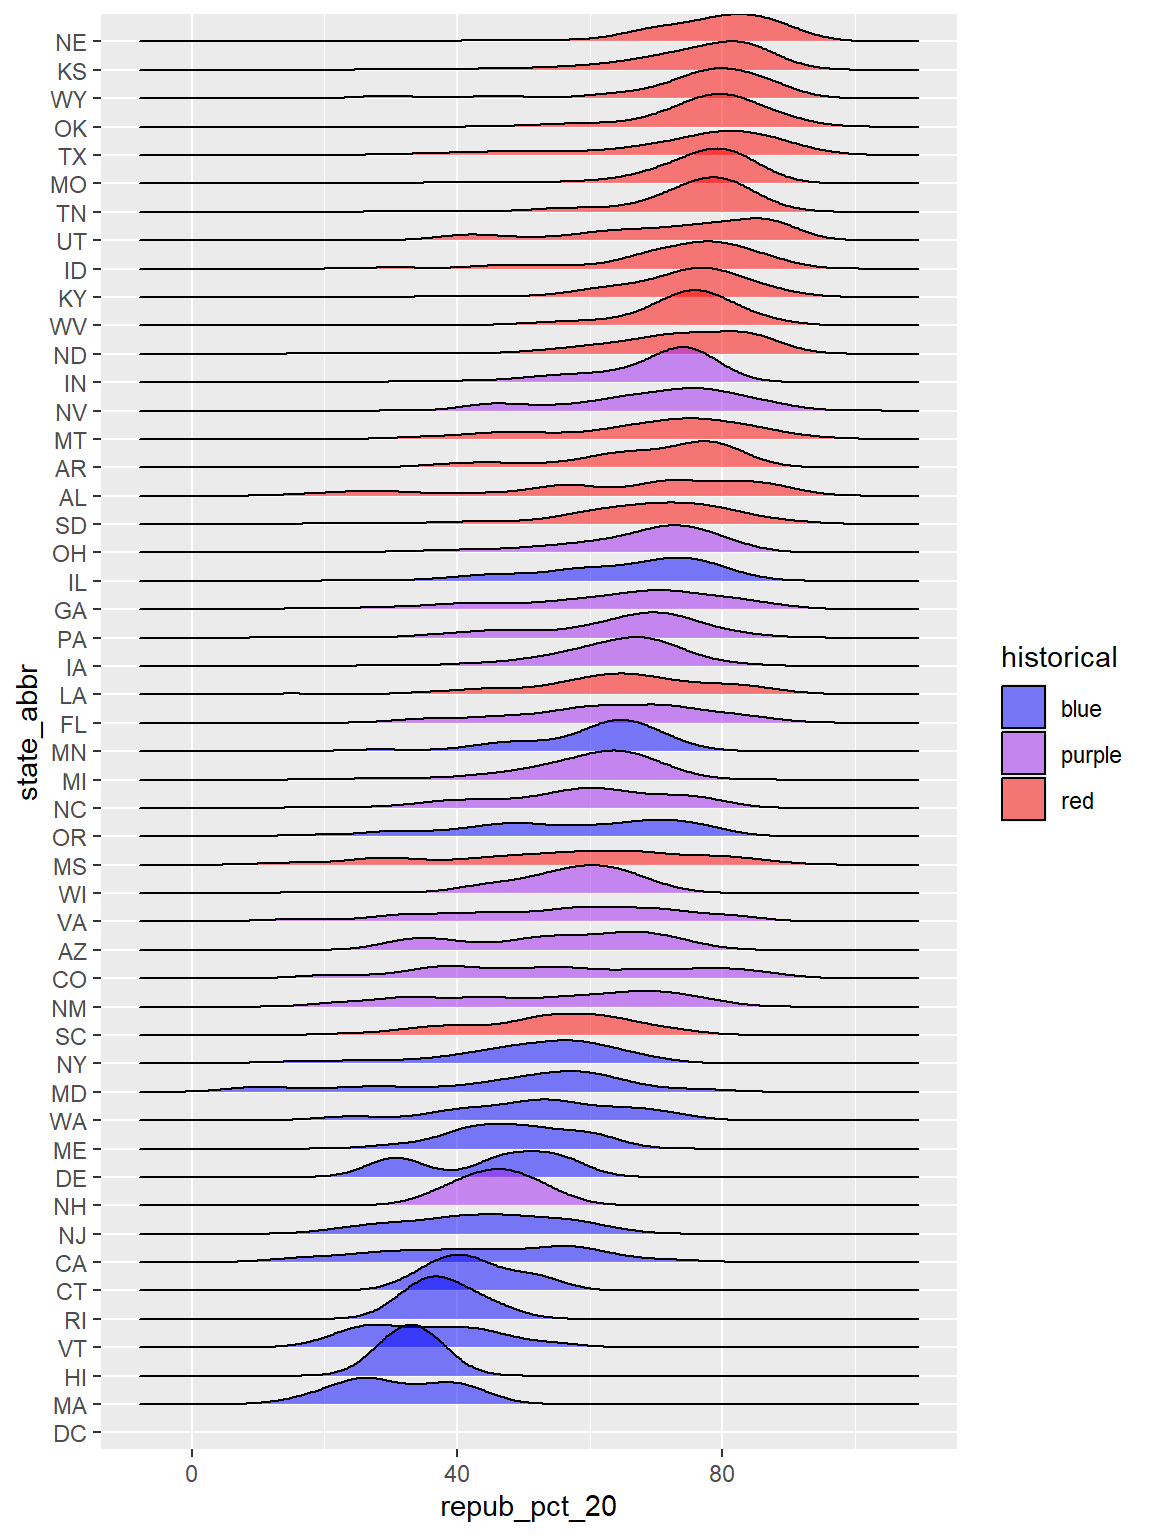 NE
KS
WY
OK
TX
MO
TN
UT
ID
KY
WV
ND
IN
NV
MT
AR
AL
SD
OH
IL
GA
PA
IA
LA
FL
MN
MI
NC
OR
MS
WI
VA
AZ
CO
NM
SC
NY
MD
WA
ME
DE
NH
NJ
CA
CT
RI
VT
HI
MA
DC
state_abbr
0 40 80
repub_pct_20
historical
blue
purple
red